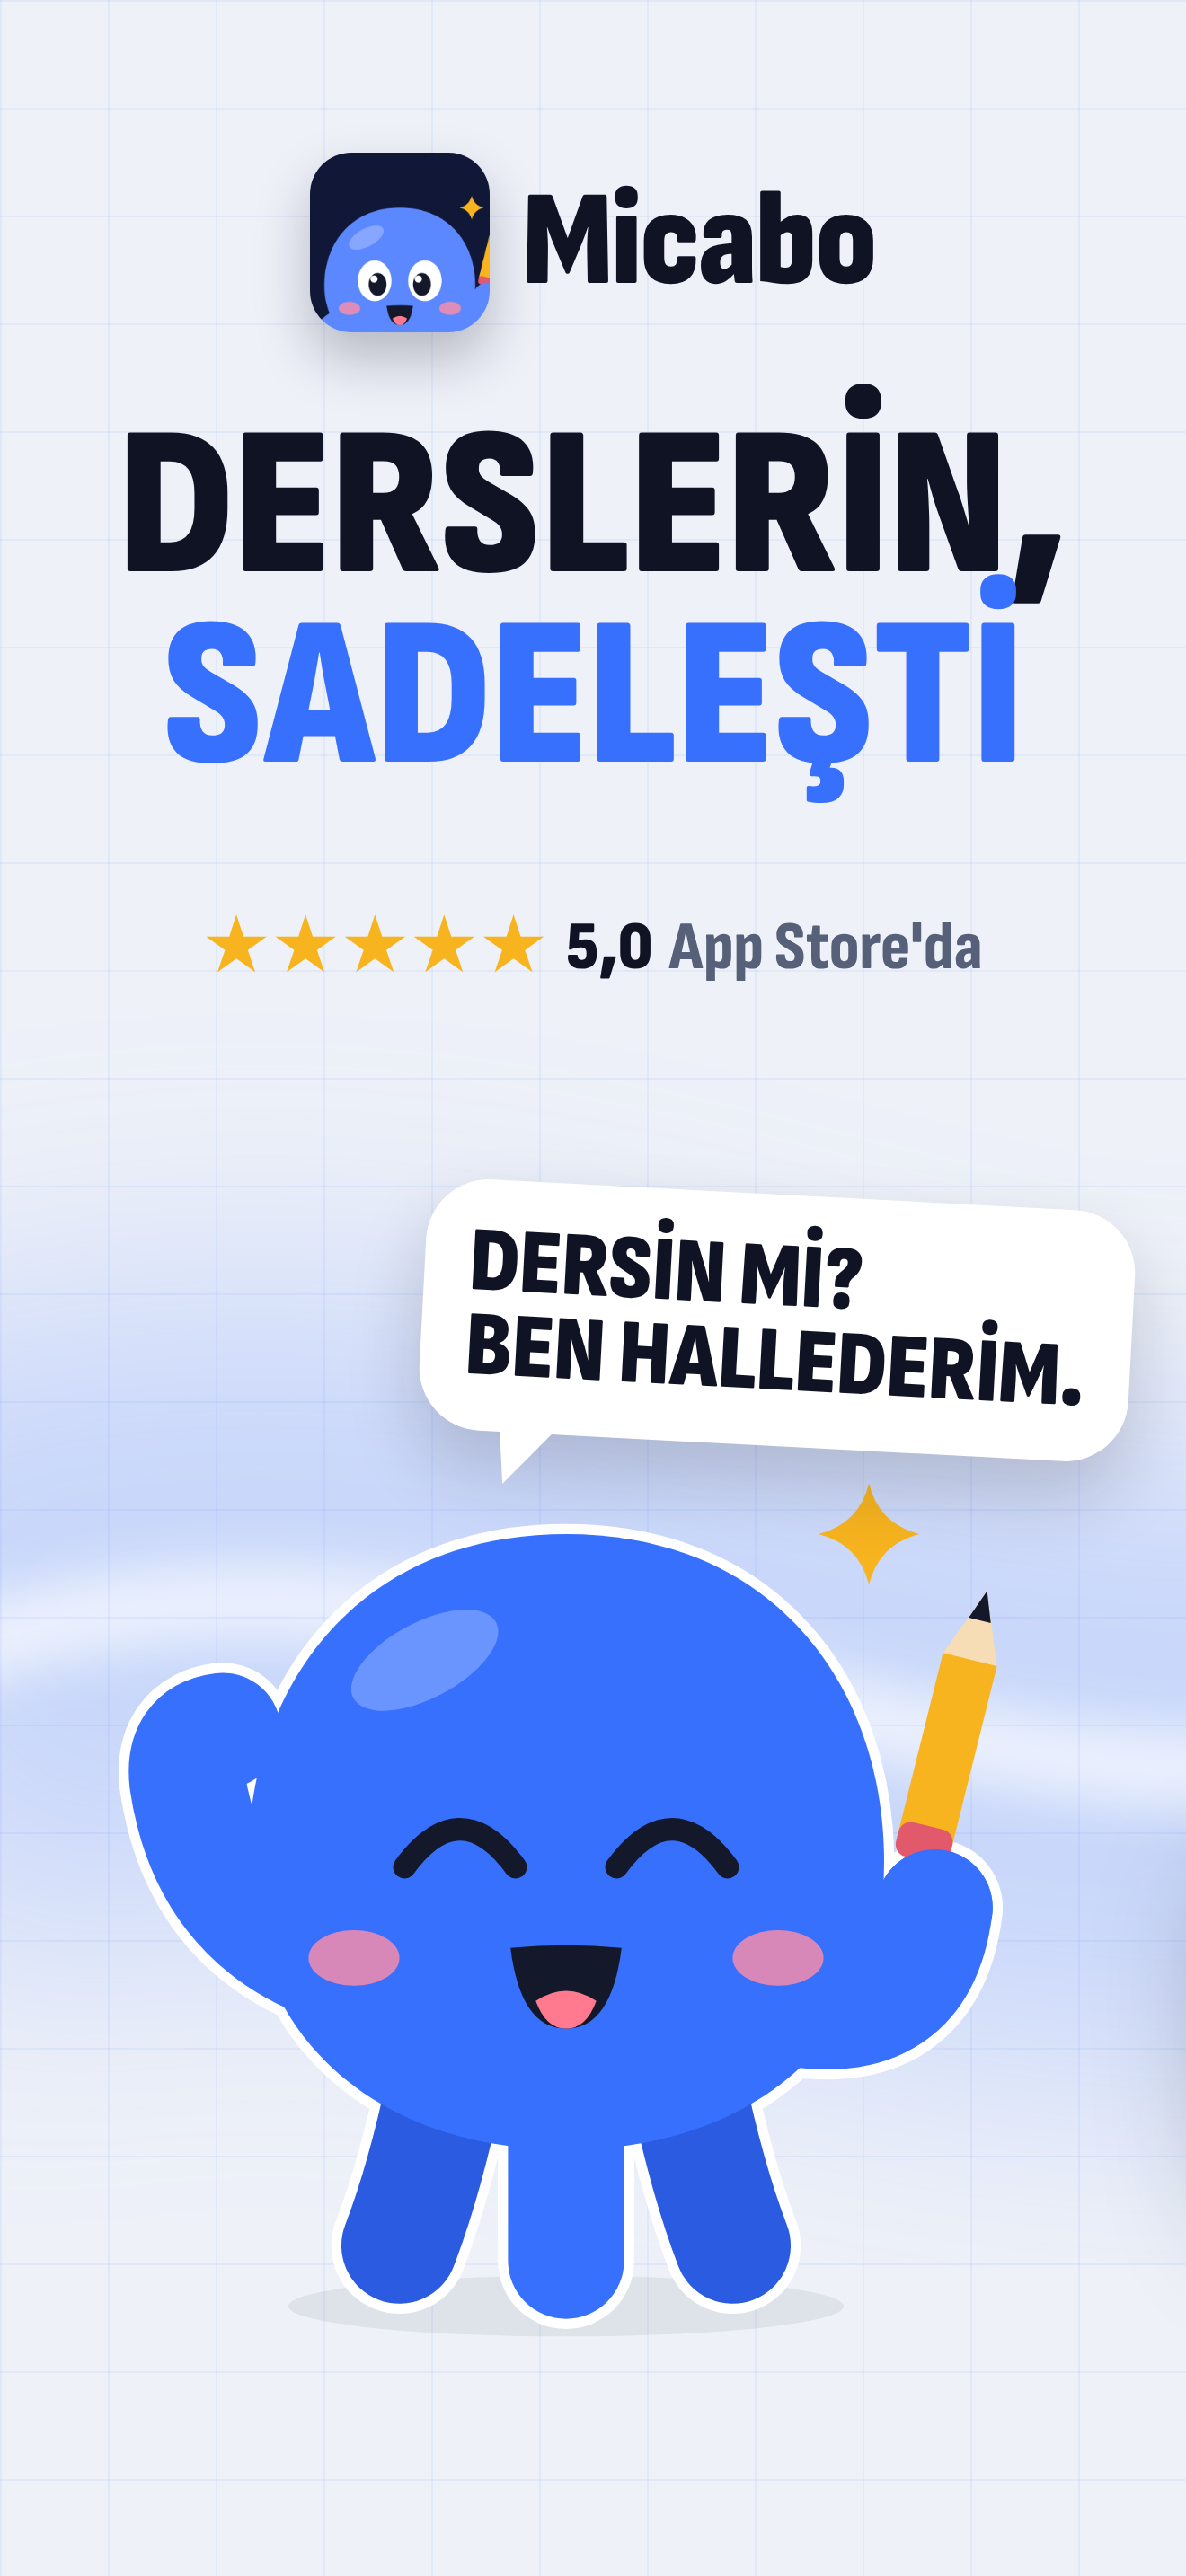 Micabo
DERSLERİN,
SADELEŞTİ
5,0 App Store'da
DERSİN Mİ?
BEN HALLEDERİM.